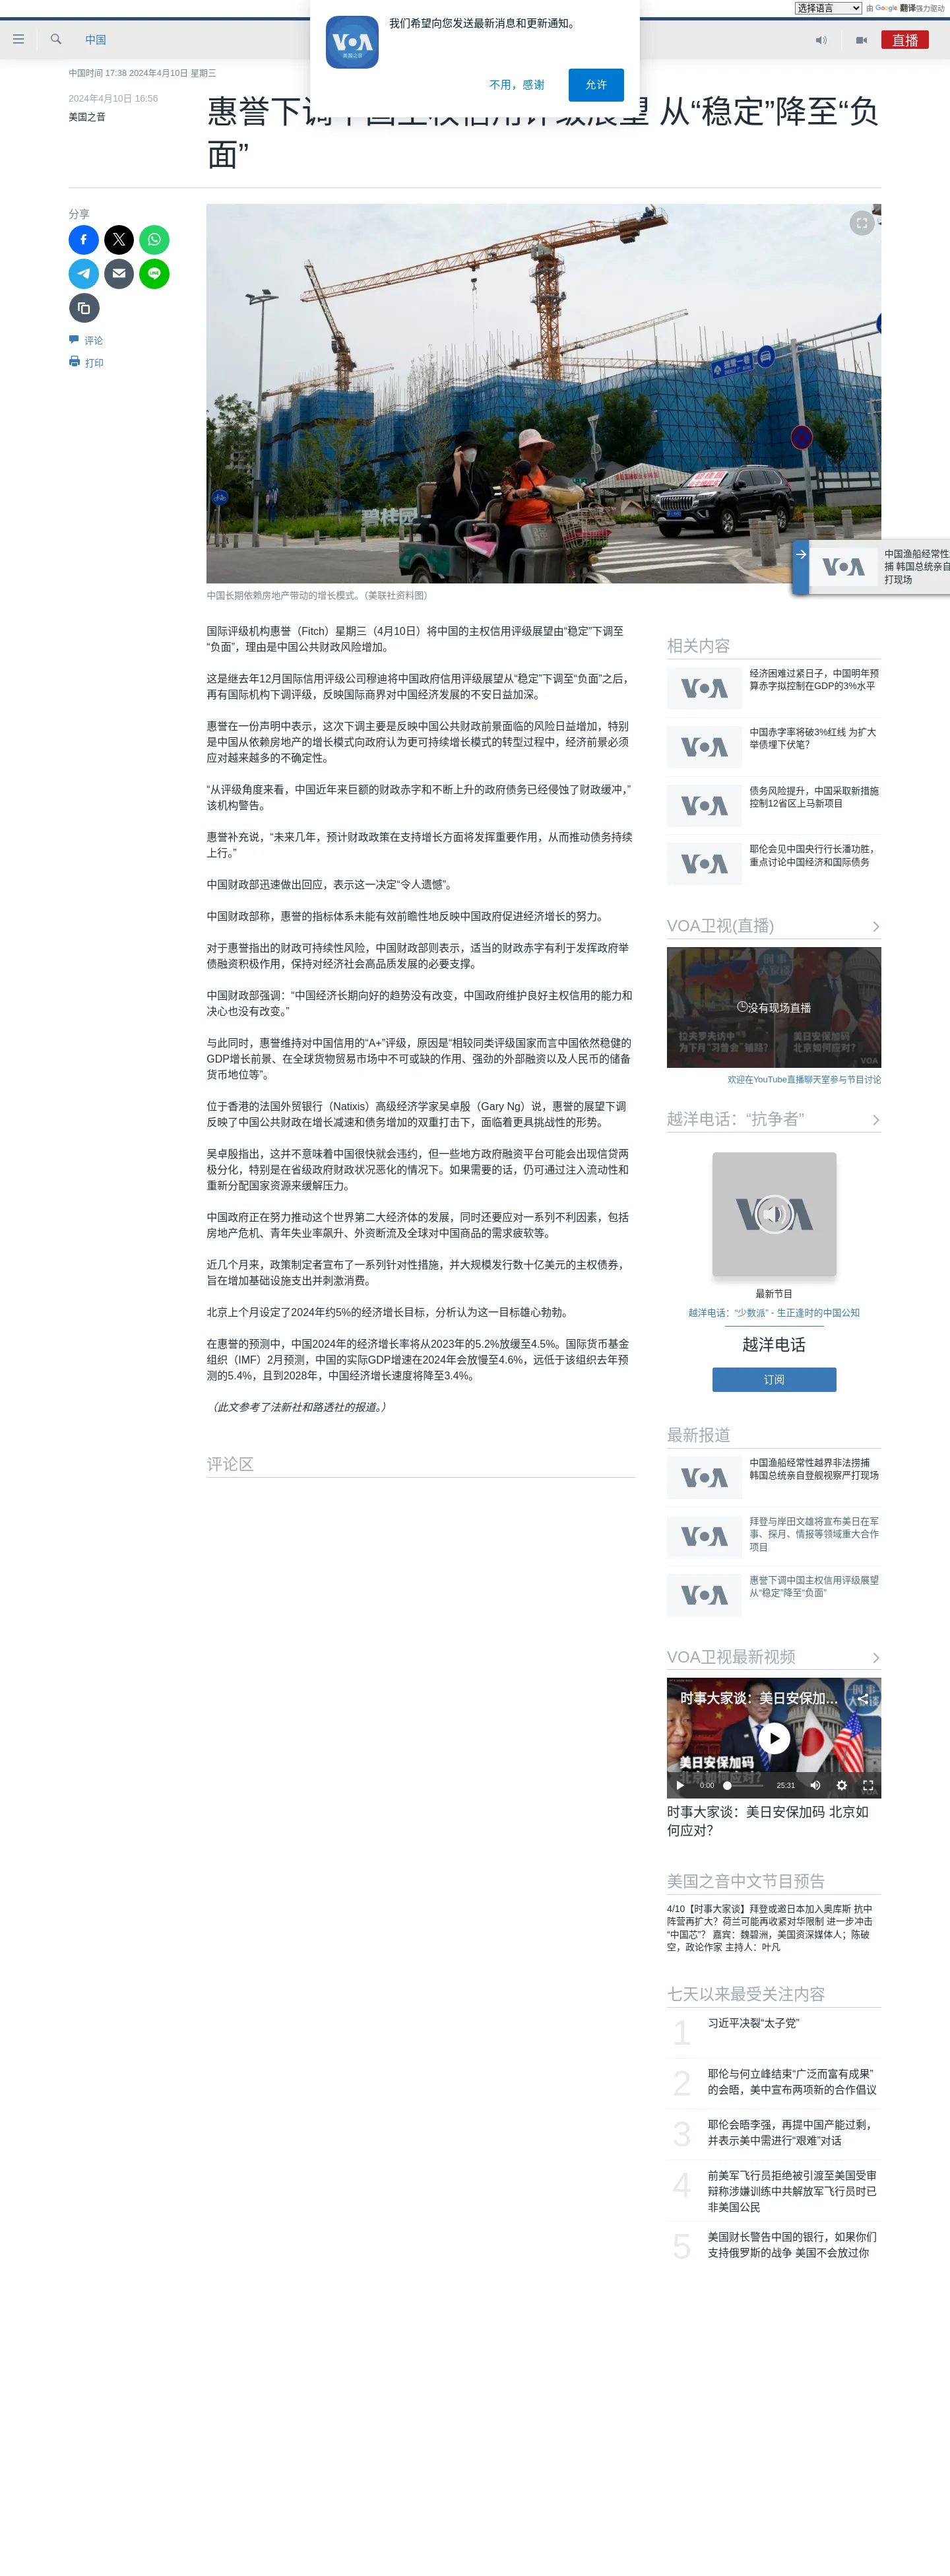 选择语言
由 Google 翻译强力驱动
我们希望向您发送最新消息和更新通知。
VOA
美国之音
不用，感谢
允许
中国
直播
中国时间 17:38 2024年4月10日 星期三
惠誉下调中国主权信用评级展望 从“稳定”降至“负
面”
2024年4月10日 16:56
美国之音
分享
评论
打印
碧桂园
中国长期依赖房地产带动的增长模式。（美联社资料图）
中国渔船经常性
捕 韩国总统亲自
打现场
国际评级机构惠誉（Fitch）星期三（4月10日）将中国的主权信用评级展望由“稳定”下调至
“负面”，理由是中国公共财政风险增加。
这是继去年12月国际信用评级公司穆迪将中国政府信用评级展望从“稳定”下调至“负面”之后，
再有国际机构下调评级，反映国际商界对中国经济发展的不安日益加深。
惠誉在一份声明中表示，这次下调主要是反映中国公共财政前景面临的风险日益增加，特别
是中国从依赖房地产的增长模式向政府认为更可持续增长模式的转型过程中，经济前景必须
应对越来越多的不确定性。
“从评级角度来看，中国近年来巨额的财政赤字和不断上升的政府债务已经侵蚀了财政缓冲，”
该机构警告。
惠誉补充说，“未来几年，预计财政政策在支持增长方面将发挥重要作用，从而推动债务持续
上行。”
中国财政部迅速做出回应，表示这一决定“令人遗憾”。
中国财政部称，惠誉的指标体系未能有效前瞻性地反映中国政府促进经济增长的努力。
对于惠誉指出的财政可持续性风险，中国财政部则表示，适当的财政赤字有利于发挥政府举
债融资积极作用，保持对经济社会高品质发展的必要支撑。
中国财政部强调：“中国经济长期向好的趋势没有改变，中国政府维护良好主权信用的能力和
决心也没有改变。”
与此同时，惠誉维持对中国信用的“A+”评级，原因是“相较同类评级国家而言中国依然稳健的
GDP增长前景、在全球货物贸易市场中不可或缺的作用、强劲的外部融资以及人民币的储备
货币地位等”。
位于香港的法国外贸银行（Natixis）高级经济学家吴卓殷（Gary Ng）说，惠誉的展望下调
反映了中国公共财政在增长减速和债务增加的双重打击下，面临着更具挑战性的形势。
吴卓殷指出，这并不意味着中国很快就会违约，但一些地方政府融资平台可能会出现信贷两
极分化，特别是在省级政府财政状况恶化的情况下。如果需要的话，仍可通过注入流动性和
重新分配国家资源来缓解压力。
中国政府正在努力推动这个世界第二大经济体的发展，同时还要应对一系列不利因素，包括
房地产危机、青年失业率飙升、外资断流及全球对中国商品的需求疲软等。
近几个月来，政策制定者宣布了一系列针对性措施，并大规模发行数十亿美元的主权债券，
旨在增加基础设施支出并刺激消费。
北京上个月设定了2024年约5%的经济增长目标，分析认为这一目标雄心勃勃。
在惠誉的预测中，中国2024年的经济增长率将从2023年的5.2%放缓至4.5%。国际货币基金
组织（IMF）2月预测，中国的实际GDP增速在2024年会放慢至4.6%，远低于该组织去年预
测的5.4%，且到2028年，中国经济增长速度将降至3.4%。
（此文参考了法新社和路透社的报道。）
评论区
相关内容
经济困难过紧日子，中国明年预
算赤字拟控制在GDP的3%水平
中国赤字率将破3%红线 为扩大
举债埋下伏笔？
债务风险提升，中国采取新措施
控制12省区上马新项目
耶伦会见中国央行行长潘功胜，
重点讨论中国经济和国际债务
VOA卫视(直播)
没有现场直播
欢迎在YouTube直播聊天室参与节目讨论
越洋电话：“抗争者”
最新节目
越洋电话：“少数派” - 生正逢时的中国公知
越洋电话
订阅
最新报道
中国渔船经常性越界非法捞捕
韩国总统亲自登舰视察严打现场
拜登与岸田文雄将宣布美日在军
事、探月、情报等领域重大合作
项目
惠誉下调中国主权信用评级展望
从“稳定”降至“负面”
VOA卫视最新视频
时事大家谈：美日安保加...
美日安保加码
0:00
25:31
时事大家谈：美日安保加码 北京如
何应对？
美国之音中文节目预告
4/10【时事大家谈】拜登或邀日本加入奥库斯 抗中
阵营再扩大？荷兰可能再收紧对华限制 进一步冲击
“中国芯”？ 嘉宾：魏碧洲，美国资深媒体人；陈破
空，政论作家 主持人：叶凡
七天以来最受关注内容
1
习近平决裂“太子党”
2
耶伦与何立峰结束“广泛而富有成果”
的会晤，美中宣布两项新的合作倡议
3
耶伦会晤李强，再提中国产能过剩，
并表示美中需进行“艰难”对话
4
前美军飞行员拒绝被引渡至美国受审
辩称涉嫌训练中共解放军飞行员时已
非美国公民
5
美国财长警告中国的银行，如果你们
支持俄罗斯的战争 美国不会放过你